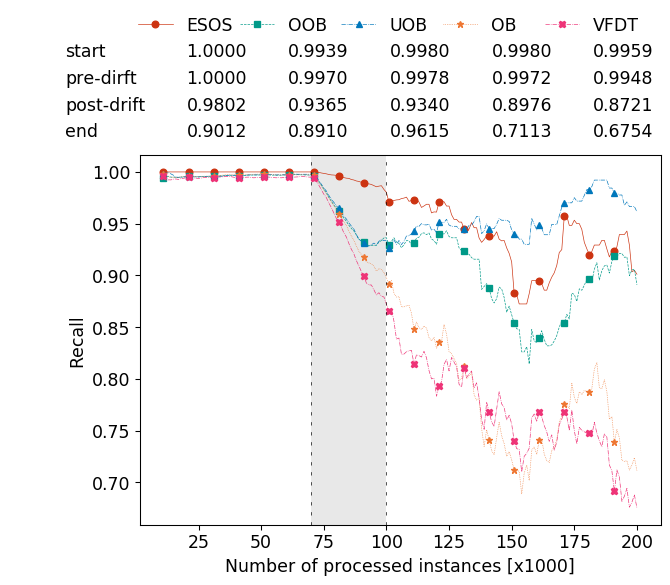 ESOS OOB UOB OB VFDT
start 1.0000 0.9939 0.9980 0.9980 0.9959
pre-dirft 1.0000 0.9970 0.9978 0.9972 0.9948
post-drift 0.9802 0.9365 0.9340 0.8976 0.8721
end 0.9012 0.8910 0.9615 0.7113 0.6754
1.00
0.95
0.90
0.85
0.80
0.75
0.70
Recall
25 50 75 100 125 150 175 200
Number of processed instances [x1000]